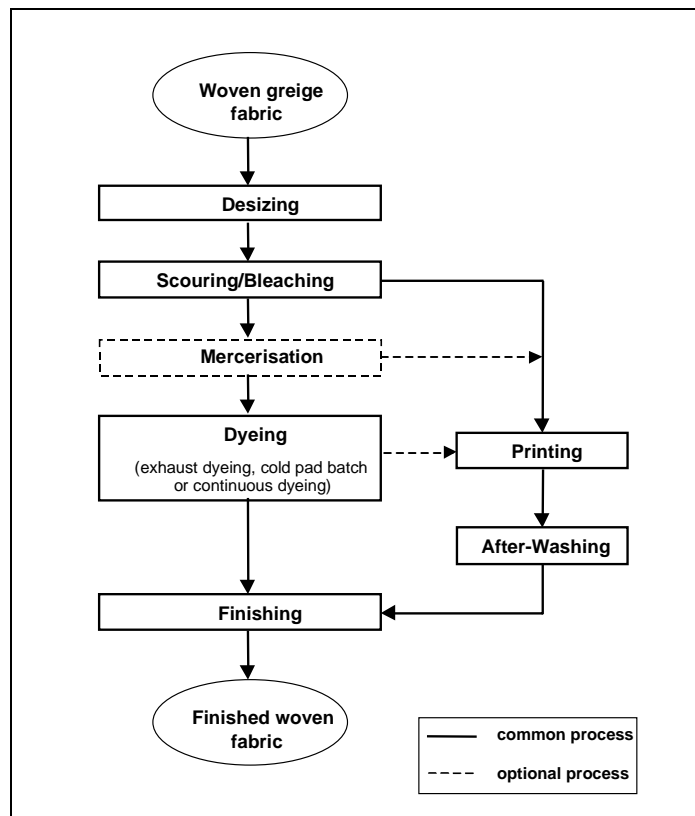 Woven greige
fabric
Desizing
Scouring/Bleaching
Mercerisation
Dyeing
(exhaust dyeing, cold pad batch
or continuous dyeing)
Printing
After-Washing
Finishing
Finished woven
fabric
common process
optional process